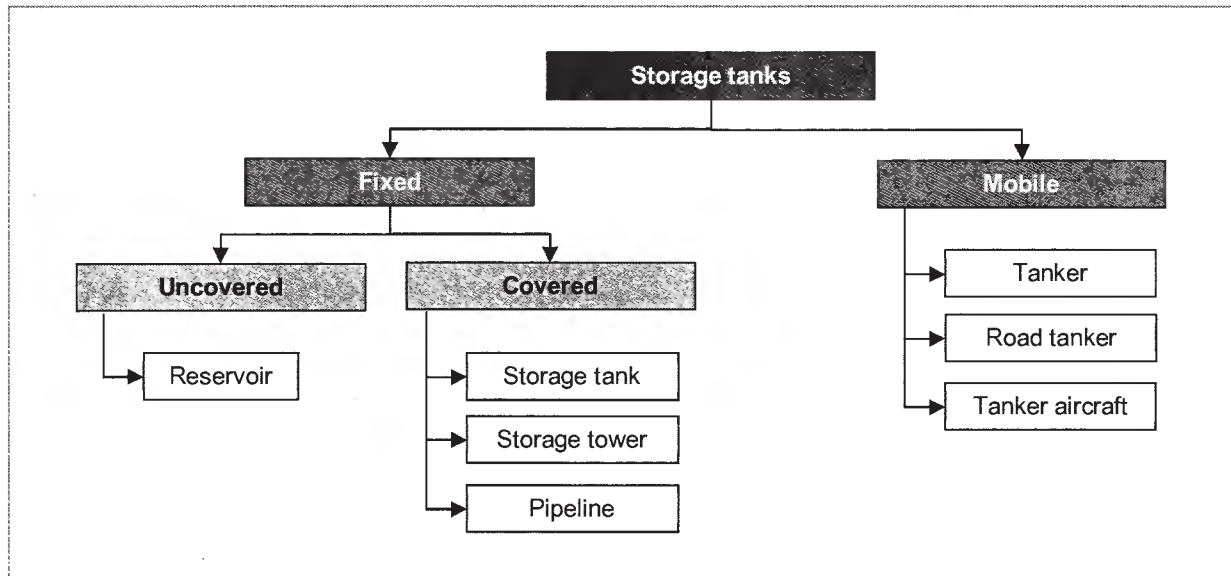 Storage tanks
Fixed
Mobile
Uncovered
Covered
Tanker
Reservoir
Storage tank
Road tanker
Storage tower
Tanker aircraft
Pipeline